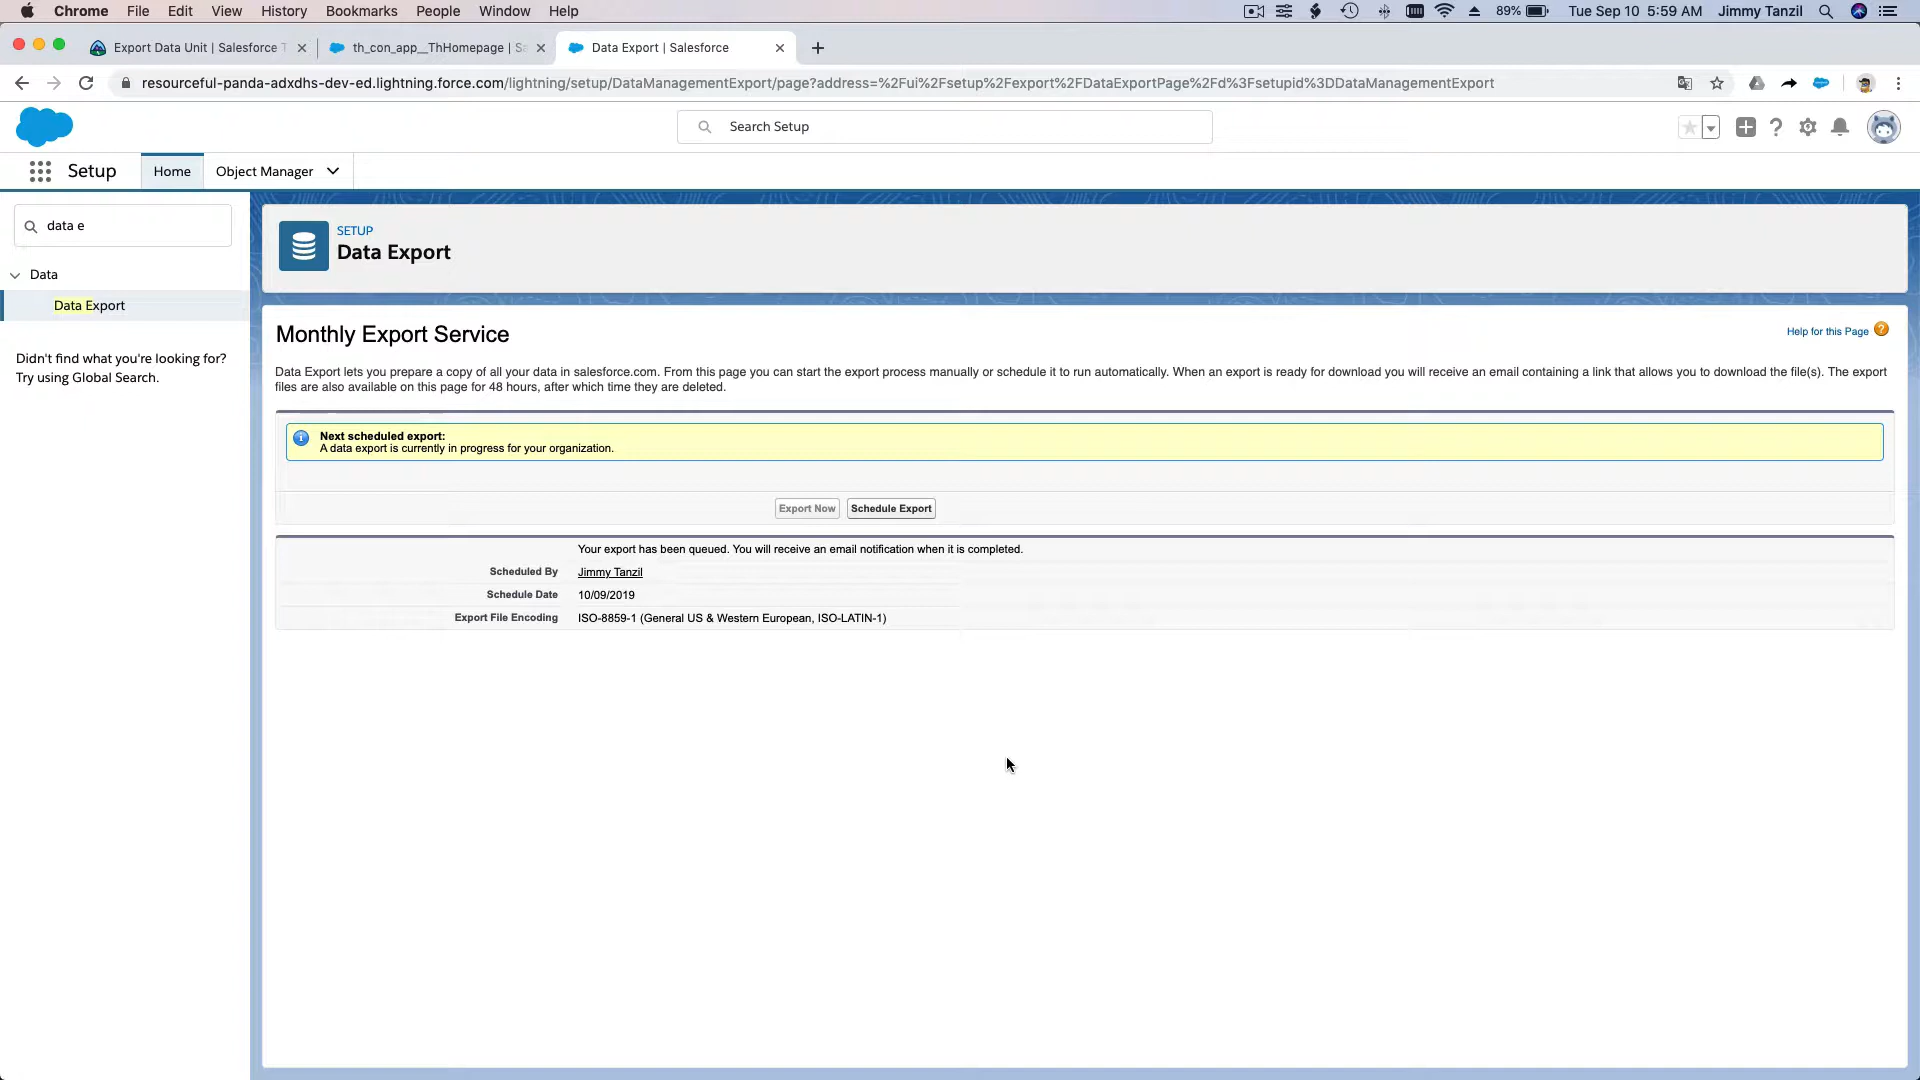 Chrome File Edit View History Bookmarks People Window Help 89% Tue Sep 10 5:59 AM Jimmy Tanzil
Export Data Unit | Salesforce T th_con_app__ThHomepage | Sa Data Export | Salesforce
resourceful-panda-adxdhs-dev-ed.lightning.force.com/lightning/setup/DataManagementExport/page?address=%2Fui%2Fsetup%2Fexport%2FDataExportPage%2Fd%3Fsetupid%3DDataManagementExport
Search Setup
Setup Home Object Manager
data e
Data
Data Export
Didn't find what you're looking for?
Try using Global Search.
SETUP
Data Export
Monthly Export Service
Help for this Page
Data Export lets you prepare a copy of all your data in salesforce.com. From this page you can start the export process manually or schedule it to run automatically. When an export is ready for download you will receive an email containing a link that allows you to download the file(s). The export
files are also available on this page for 48 hours, after which time they are deleted.
Next scheduled export:
A data export is currently in progress for your organization.
Export Now Schedule Export
Your export has been queued. You will receive an email notification when it is completed.
Scheduled By Jimmy Tanzil
Schedule Date 10/09/2019
Export File Encoding ISO-8859-1 (General US & Western European, ISO-LATIN-1)